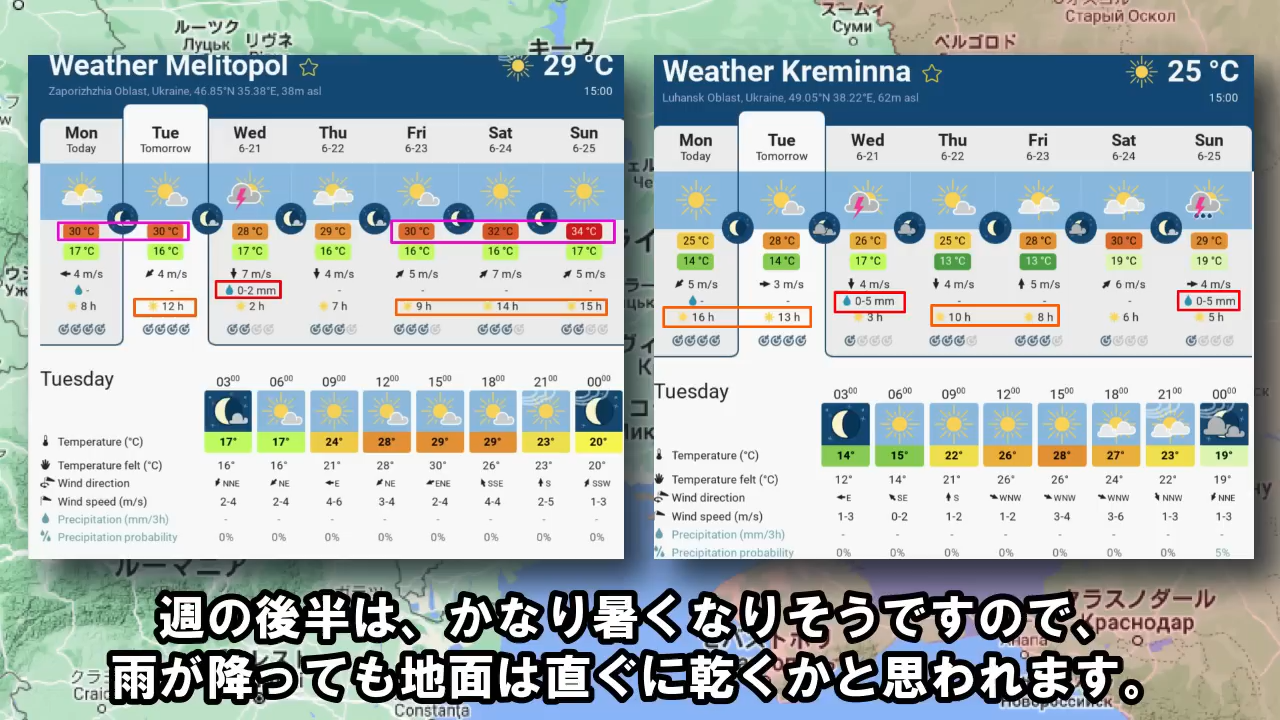 ルーツク
Луцьк
リヴネ
キーウ
スームィ
Суми
Старый Оскол
ベルゴロド
Weather Melitopol
29 °C
Zaporizhzhia Oblast, Ukraine, 46.85°N 35.38°E, 38m asl
15:00
Mon Tue Wed Thu Fri Sat Sun
Today Tomorrow 6-21 6-22 6-23 6-24 6-25
30 °C 30 °C 28 °C 29 °C 30 °C 32 °C 34 °C
17 °C 16 °C 17 °C 16 °C 16 °C 16 °C 17 °C
4 m/s 4 m/s 7 m/s 4 m/s 5 m/s 7 m/s 5 m/s
- - 0-2 mm - - - -
8 h 12 h 2 h 7 h 9 h 14 h 15 h
Tuesday
03⁰⁰ 06⁰⁰ 09⁰⁰ 12⁰⁰ 15⁰⁰ 18⁰⁰ 21⁰⁰ 00⁰⁰
Temperature (°C) 17° 17° 24° 28° 29° 29° 23° 20°
Temperature felt (°C) 16° 16° 21° 28° 30° 26° 23° 20°
Wind direction NNE NE E NE ENE SSE S SSW
Wind speed (m/s) 2-4 2-4 4-6 3-4 2-4 4-4 2-5 1-3
Precipitation (mm/3h) - - - - - - - -
Precipitation probability 0% 0% 0% 0% 0% 0% 0% 0%
Weather Kreminna
25 °C
Luhansk Oblast, Ukraine, 49.05°N 38.22°E, 62m asl
15:00
Mon Tue Wed Thu Fri Sat Sun
Today Tomorrow 6-21 6-22 6-23 6-24 6-25
25 °C 28 °C 26 °C 25 °C 28 °C 30 °C 29 °C
14 °C 14 °C 17 °C 13 °C 13 °C 19 °C 19 °C
5 m/s 3 m/s 4 m/s 4 m/s 5 m/s 6 m/s 4 m/s
- - 0-5 mm - - - 0-5 mm
16 h 13 h 3 h 10 h 8 h 6 h 5 h
Tuesday
03⁰⁰ 06⁰⁰ 09⁰⁰ 12⁰⁰ 15⁰⁰ 18⁰⁰ 21⁰⁰ 00⁰⁰
Temperature (°C) 14° 15° 22° 26° 28° 27° 23° 19°
Temperature felt (°C) 12° 14° 21° 26° 26° 24° 22° 19°
Wind direction E SE S WNW WNW WNW NNW NNE
Wind speed (m/s) 1-3 0-2 1-2 1-2 3-4 3-6 1-3 1-3
Precipitation (mm/3h) - - - - - - - -
Precipitation probability 0% 0% 0% 0% 0% 0% 0% 5%
ルーマニア
クラスノダール
Краснодар
週の後半は、かなり暑くなりそうですので、
雨が降っても地面は直ぐに乾くかと思われます。
Constanța